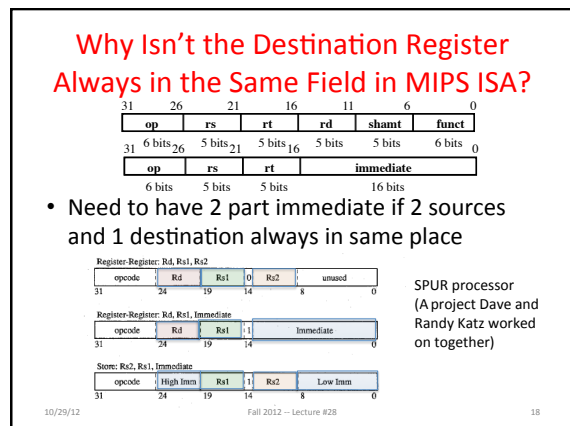 Why Isn't the Destination Register
Always in the Same Field in MIPS ISA?
31 26 21 16 11 6 0
op rs rt rd shamt funct
6 bits 5 bits 5 bits 5 bits 5 bits 6 bits
31 26 21 16 0
op rs rt immediate
6 bits 5 bits 5 bits 16 bits
• Need to have 2 part immediate if 2 sources
and 1 destination always in same place
Register-Register: Rd, Rs1, Rs2
opcode Rd Rs1 0 Rs2 unused
31 24 19 14 8 0
Register-Register: Rd, Rs1, Immediate
opcode Rd Rs1 1 Immediate
31 24 19 14 0
Store: Rs2, Rs1, Immediate
opcode High Imm Rs1 1 Rs2 Low Imm
31 24 19 14 8 0
SPUR processor
(A project Dave and
Randy Katz worked
on together)
10/29/12 Fall 2012 -- Lecture #28 18